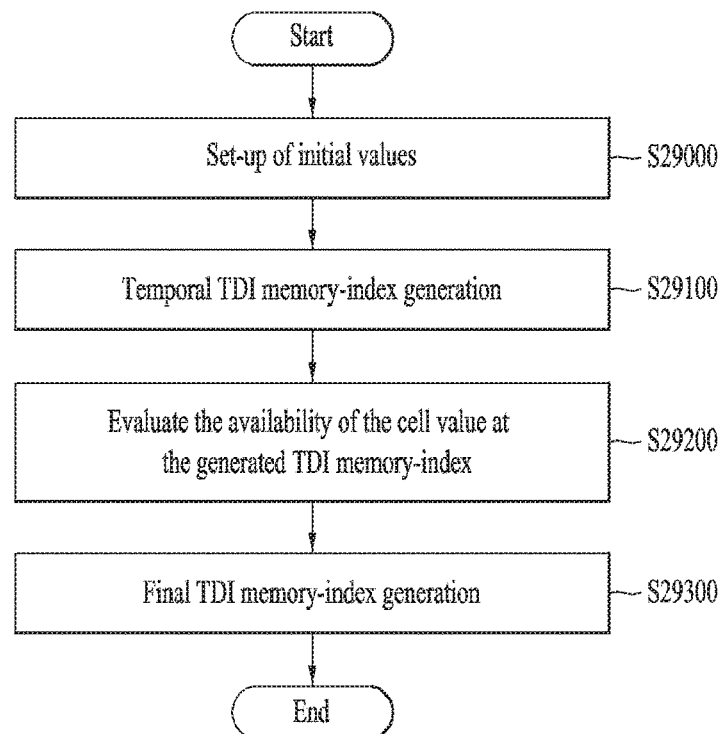 Start
Set-up of initial values
S29000
Temporal TDI memory-index generation
S29100
Evaluate the availability of the cell value at
the generated TDI memory-index
S29200
Final TDI memory-index generation
S29300
End